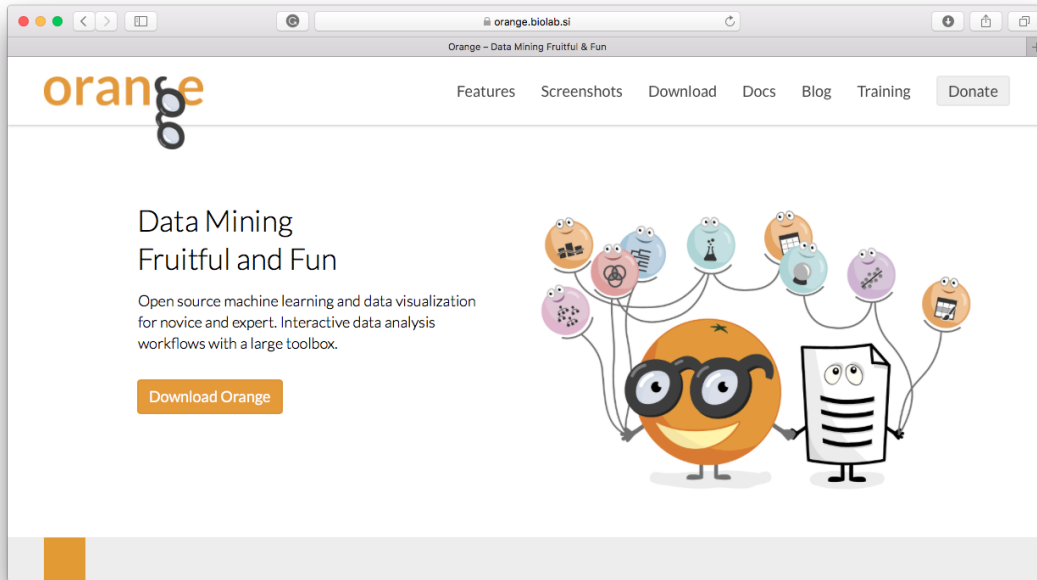 orange.biolab.si
Orange – Data Mining Fruitful & Fun
orange
Features Screenshots Download Docs Blog Training Donate
Data Mining
Fruitful and Fun
Open source machine learning and data visualization
for novice and expert. Interactive data analysis
workflows with a large toolbox.
Download Orange